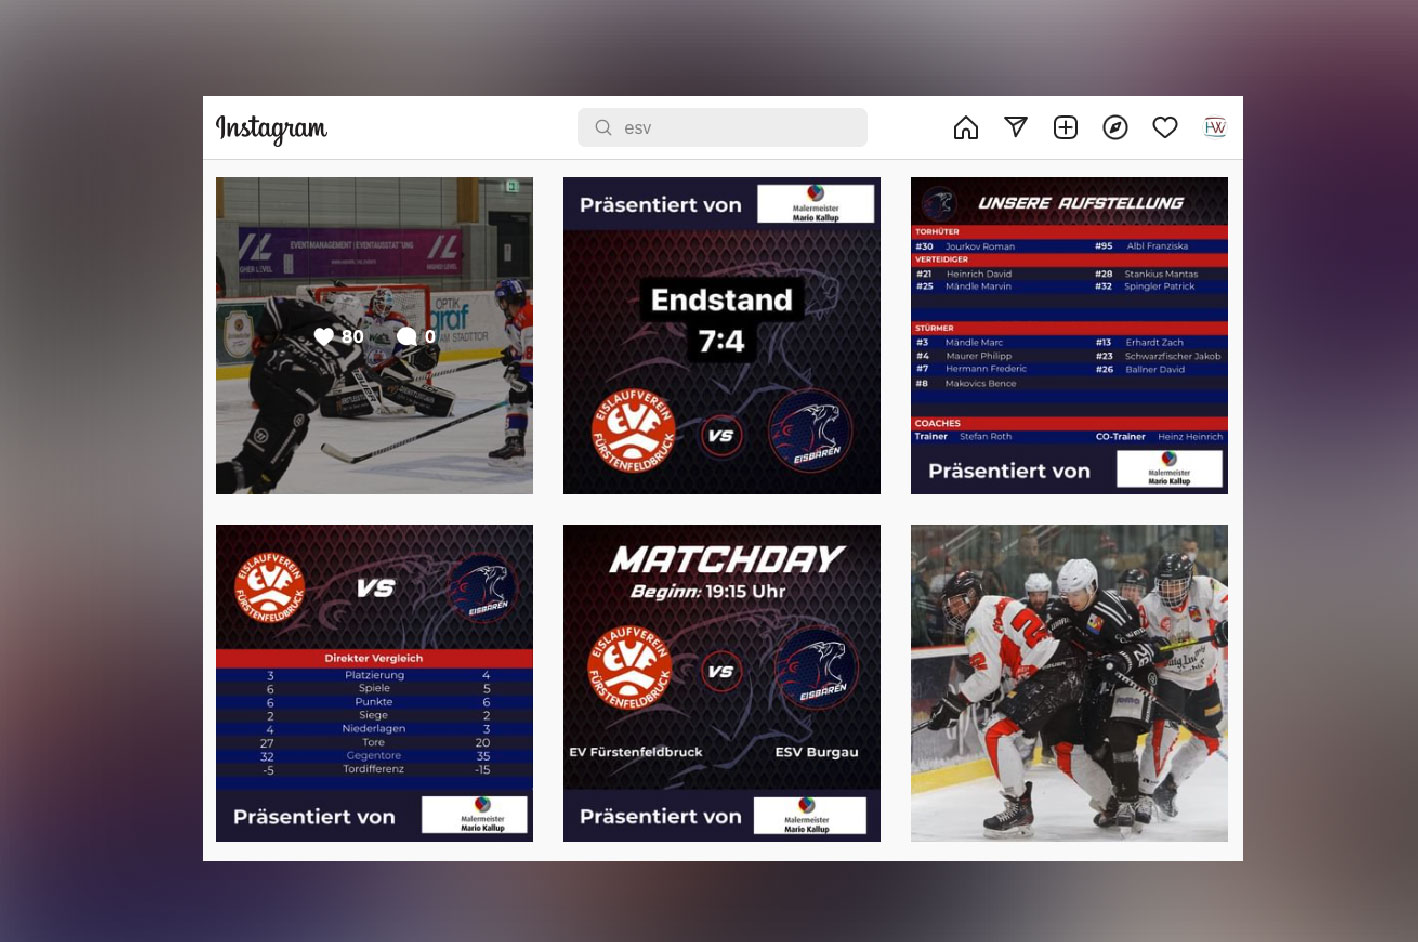 Instagram
esv
HW
EVENTMANAGEMENT | EVENTAUSSTATTUNG
OPTIK
graf
AM STADTTOR
80 0
Präsentiert von
Malermeister
Mario Kallup
Endstand
7:4
EISLAUFVEREIN
EVF
FÜRSTENFELDBRUCK
VS
EISBÄREN
UNSERE AUFSTELLUNG
TORHÜTER
#30 Jourkov Roman #95 Albl Franziska
VERTEIDIGER
#21 Heinrich David #28 Stankius Mantas
#25 Mändle Marvin #32 Spingler Patrick
STÜRMER
#3 Mändle Marc #13 Erhardt Zach
#4 Maurer Philipp #23 Schwarzfischer Jakob
#7 Hermann Frederic #26 Ballner David
#8 Makovics Bence
COACHES
Trainer Stefan Roth CO-Trainer Heinz Heinrich
Präsentiert von
Malermeister
Mario Kallup
EISLAUFVEREIN
EVF
FÜRSTENFELDBRUCK
VS
EISBÄREN
Direkter Vergleich
3 Platzierung 4
6 Spiele 5
6 Punkte 6
2 Siege 2
4 Niederlagen 3
27 Tore 20
32 Gegentore 35
-5 Tordifferenz -15
Präsentiert von
Malermeister
Mario Kallup
MATCHDAY
Beginn: 19:15 Uhr
EISLAUFVEREIN
EVF
FÜRSTENFELDBRUCK
VS
EISBÄREN
EV Fürstenfeldbruck ESV Burgau
Präsentiert von
Malermeister
Mario Kallup